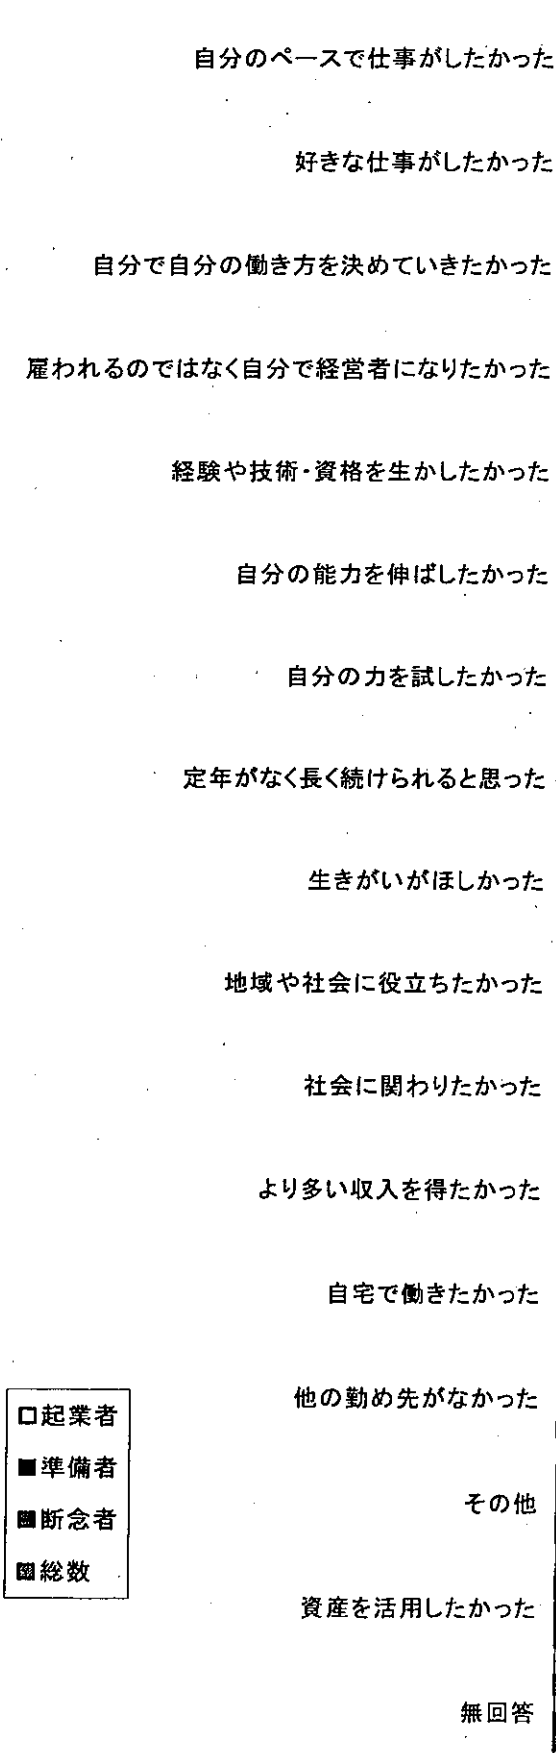 自分のペースで仕事がしたかった
好きな仕事がしたかった
自分で自分の働き方を決めていきたかった
雇われるのではなく自分で経営者になりたかった
経験や技術・資格を生かしたかった
自分の能力を伸ばしたかった
自分の力を試したかった
定年がなく長く続けられると思った
生きがいがほしかった
地域や社会に役立ちたかった
社会に関わりたかった
より多い収入を得たかった
自宅で働きたかった
他の勤め先がなかった
□起業者
■準備者
▩断念者
▨総数
その他
資産を活用したかった
無回答